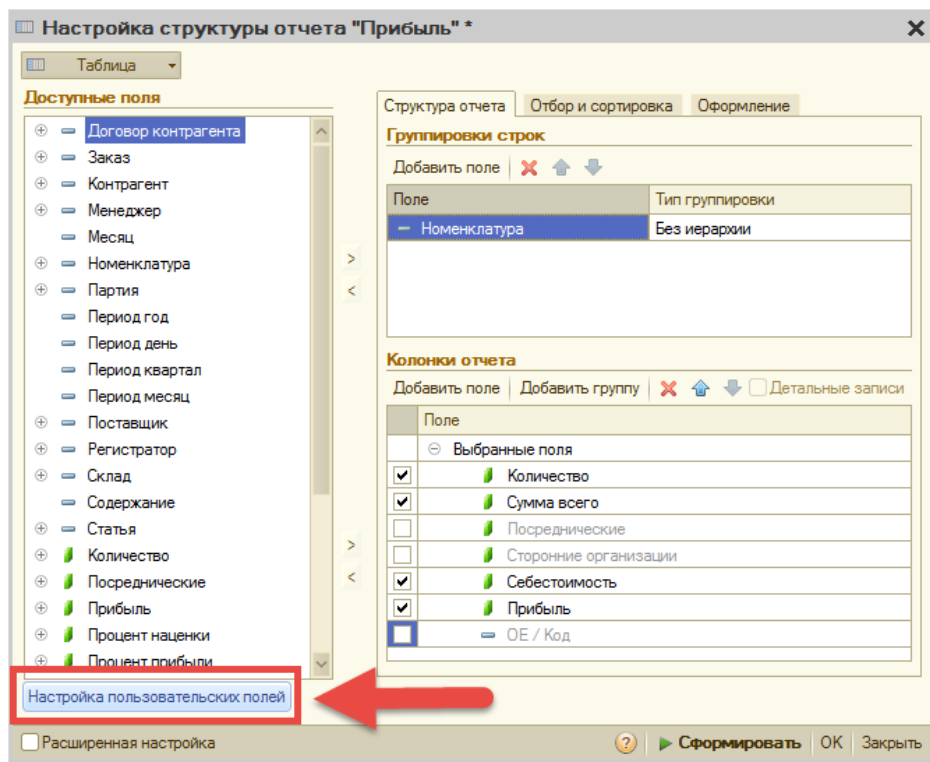 Настройка структуры отчета "Прибыль" *
Таблица
Доступные поля
Договор контрагента
Заказ
Контрагент
Менеджер
Месяц
Номенклатура
Партия
Период год
Период день
Период квартал
Период месяц
Поставщик
Регистратор
Склад
Содержание
Статья
Количество
Посреднические
Прибыль
Процент наценки
Процент прибыли
Настройка пользовательских полей
Структура отчета Отбор и сортировка Оформление
Группировки строк
Добавить поле
Поле Тип группировки
Номенклатура Без иерархии
Колонки отчета
Добавить поле Добавить группу Детальные записи
Поле
Выбранные поля
Количество
Сумма всего
Посреднические
Сторонние организации
Себестоимость
Прибыль
ОЕ / Код
Расширенная настройка ? Сформировать ОК Закрыть